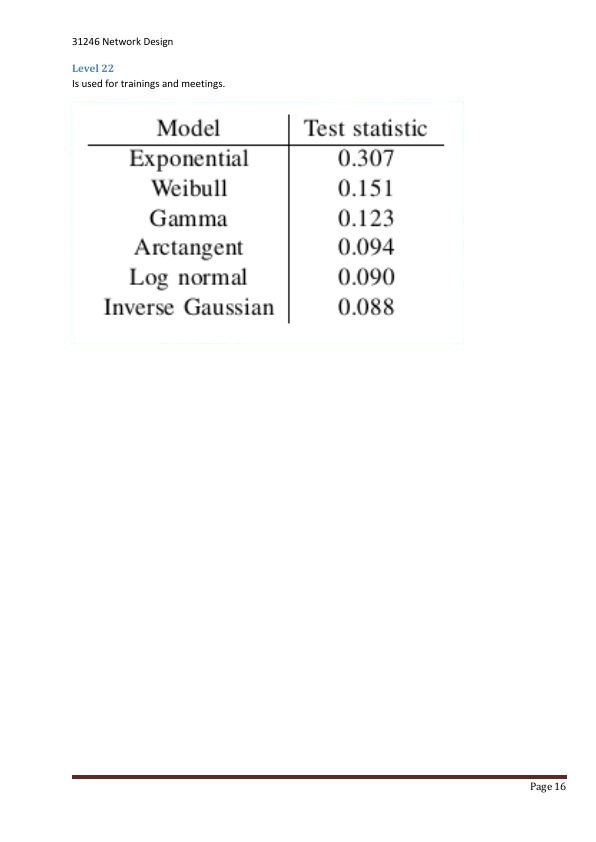 31246 Network Design
Level 22
Is used for trainings and meetings.
Model Test statistic
Exponential 0.307
Weibull 0.151
Gamma 0.123
Arctangent 0.094
Log normal 0.090
Inverse Gaussian 0.088
Page 16